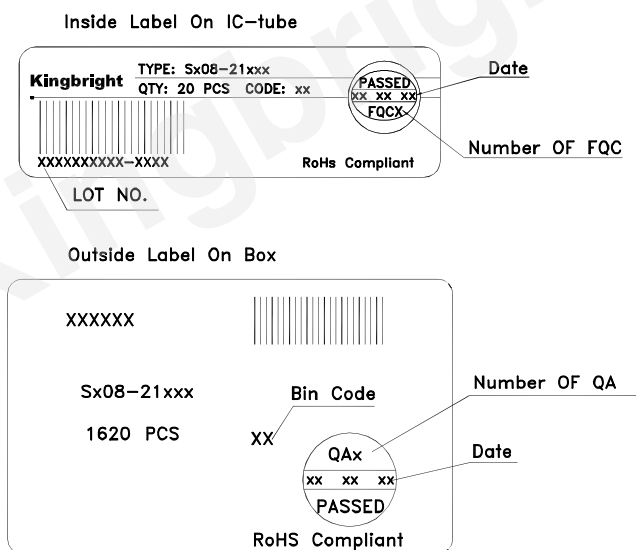 Inside Label On IC-tube
Kingbright
TYPE: Sx08-21xxx
QTY: 20 PCS CODE: xx
PASSED
xx xx xx
FQCX
Date
Number OF FQC
XXXXXXXXXX-XXXX
RoHs Compliant
LOT NO.
Outside Label On Box
XXXXXX
Sx08-21xxx
1620 PCS
Bin Code
XX
Number OF QA
QAx
xx xx xx
PASSED
Date
RoHS Compliant
Kingbright